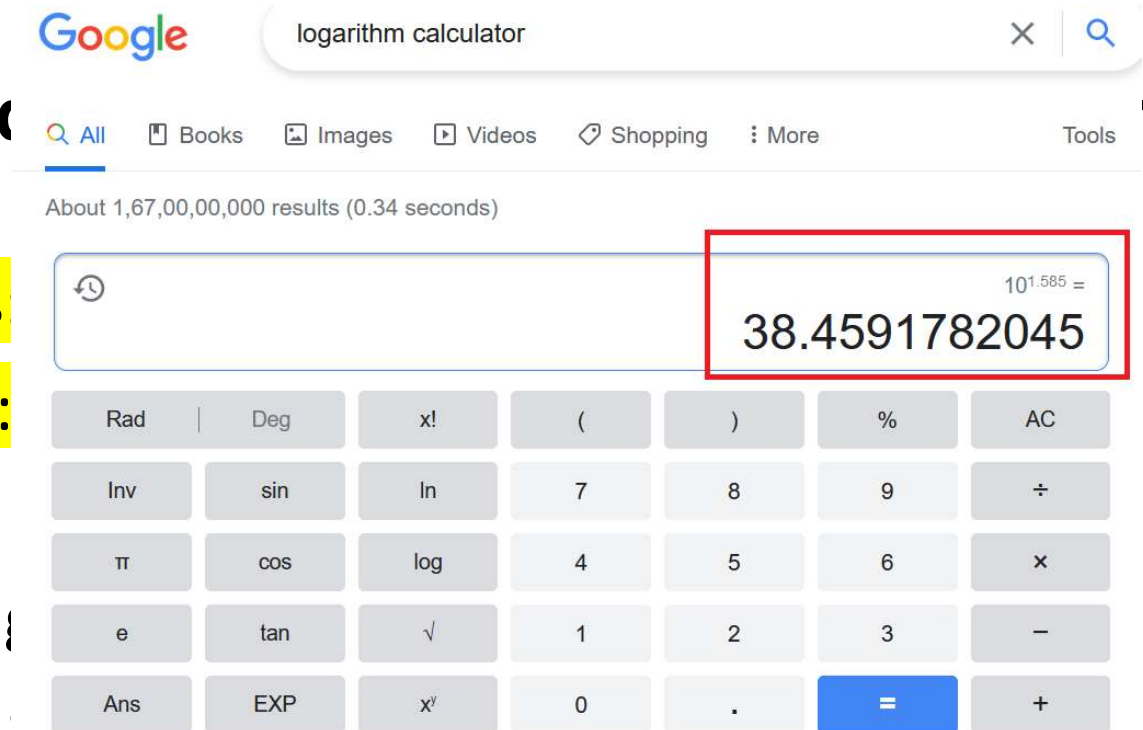 Google logarithm calculator
All Books Images Videos Shopping More Tools
About 1,67,00,00,000 results (0.34 seconds)
10^1.585 =
38.4591782045
Rad | Deg x! ( ) % AC
Inv sin ln 7 8 9 ÷
π cos log 4 5 6 ×
e tan √ 1 2 3 −
Ans EXP xʸ 0 . = +